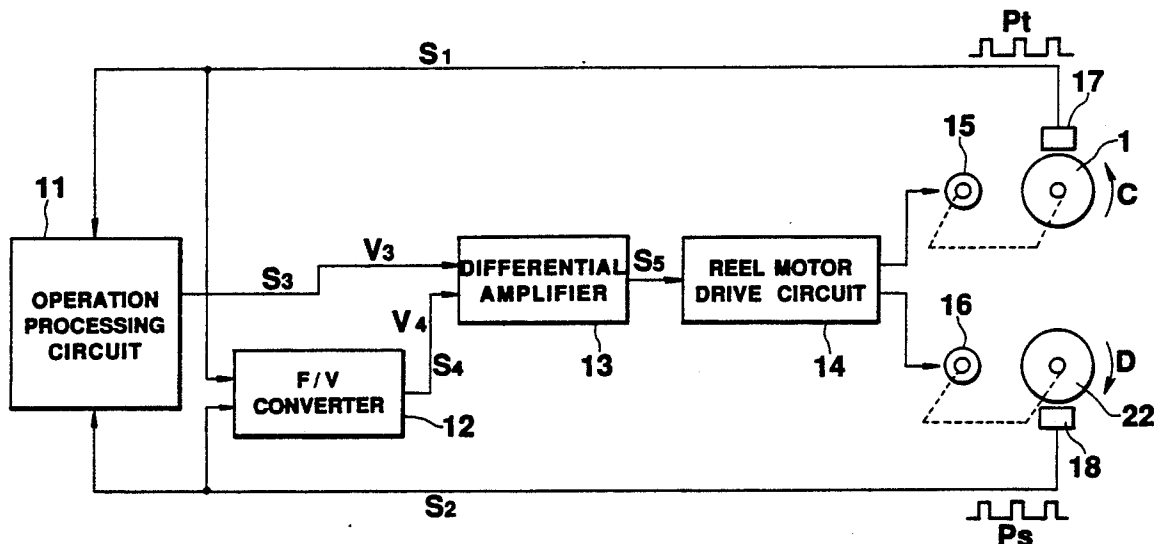 Pt
S1
17
15
1
11
C
V3
S3
DIFFERENTIAL
AMPLIFIER
S5
REEL MOTOR
DRIVE CIRCUIT
OPERATION
PROCESSING
CIRCUIT
V4
S4
13
14
16
F/V
CONVERTER
12
D
22
18
S2
Ps